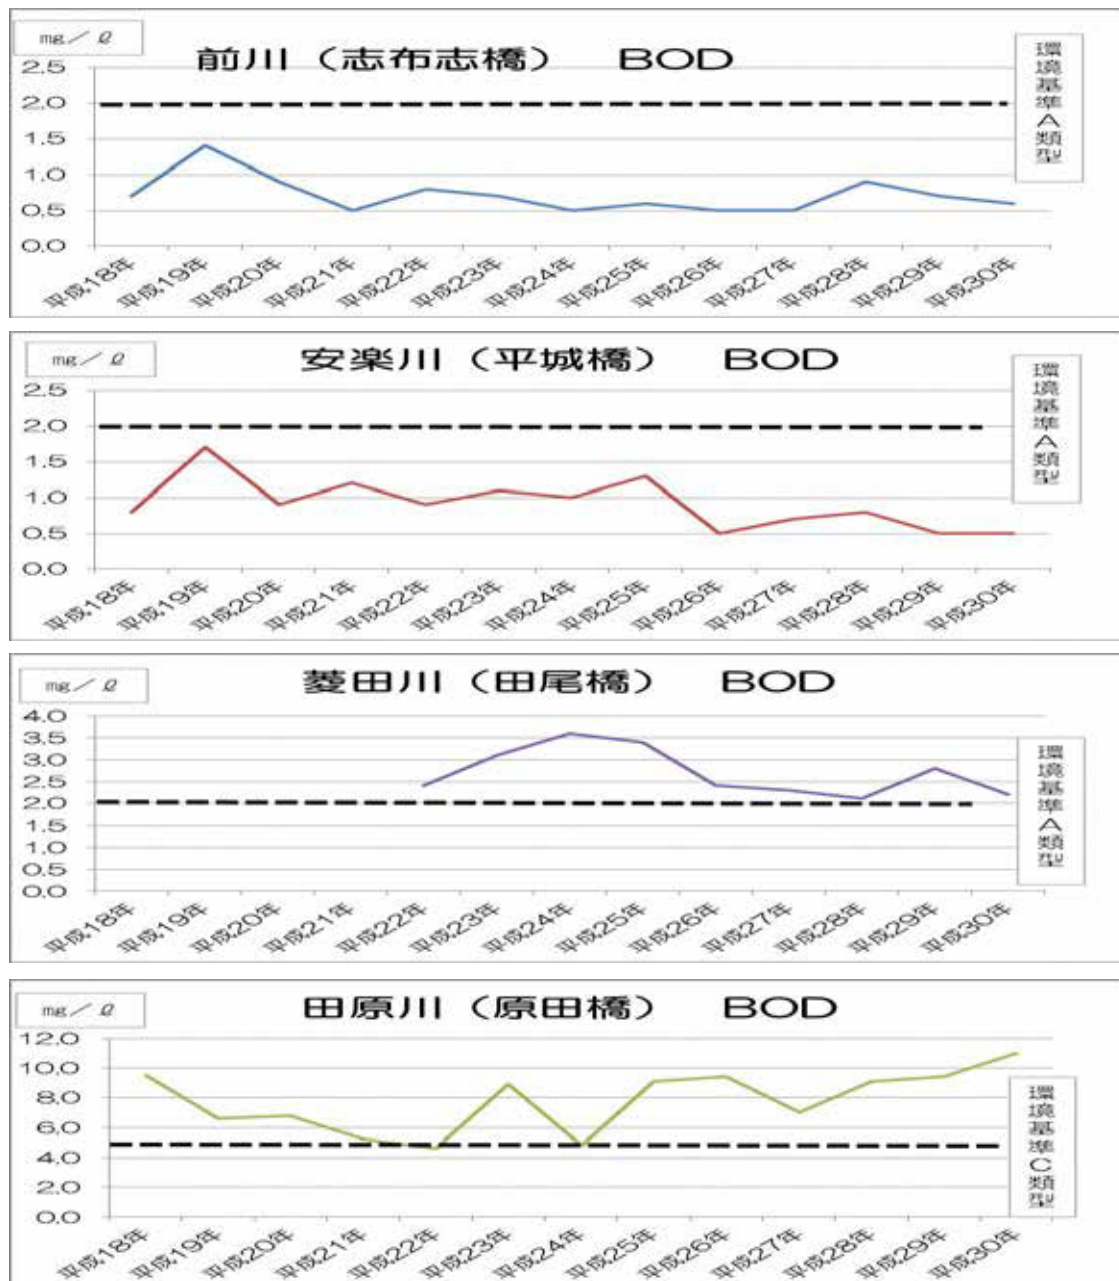 mg／ℓ
前川（志布志橋）　BOD
2.5
2.0
1.5
1.0
0.5
0.0
平成18年
平成19年
平成20年
平成21年
平成22年
平成23年
平成24年
平成25年
平成26年
平成27年
平成28年
平成29年
平成30年
環境基準A類型
mg／ℓ
安楽川（平城橋）　BOD
2.5
2.0
1.5
1.0
0.5
0.0
平成18年
平成19年
平成20年
平成21年
平成22年
平成23年
平成24年
平成25年
平成26年
平成27年
平成28年
平成29年
平成30年
環境基準A類型
mg／ℓ
菱田川（田尾橋）　BOD
4.0
3.5
3.0
2.5
2.0
1.5
1.0
0.5
0.0
平成18年
平成19年
平成20年
平成21年
平成22年
平成23年
平成24年
平成25年
平成26年
平成27年
平成28年
平成29年
平成30年
環境基準A類型
mg／ℓ
田原川（原田橋）　BOD
12.0
10.0
8.0
6.0
4.0
2.0
0.0
平成18年
平成19年
平成20年
平成21年
平成22年
平成23年
平成24年
平成25年
平成26年
平成27年
平成28年
平成29年
平成30年
環境基準C類型